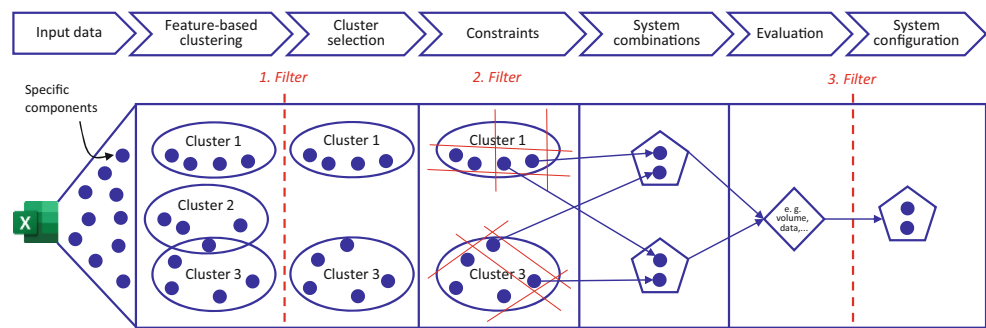 Input data
Feature-based
clustering
Cluster
selection
Constraints
System
combinations
Evaluation
System
configuration
1. Filter
2. Filter
3. Filter
Specific
components
X
Cluster 1
Cluster 2
Cluster 3
Cluster 1
Cluster 3
Cluster 1
Cluster 3
e. g.
volume,
data,...